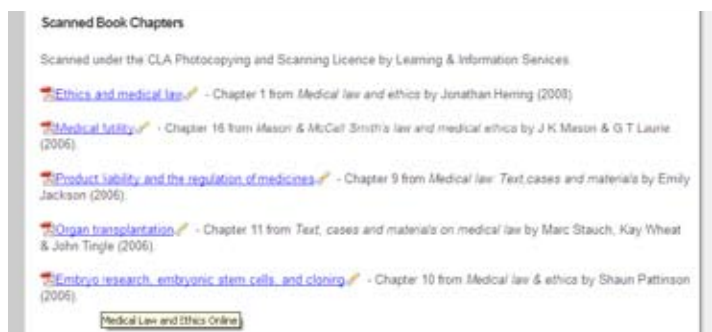 Scanned Book Chapters
Scanned under the CLA Photocopying and Scanning Licence by Learning & Information Services.
Ethics and medical law - Chapter 1 from Medical law and ethics by Jonathan Herring (2008)
Medical futility - Chapter 16 from Mason & McCall Smith's law and medical ethics by J K Mason & G T Laurie
(2006).
Product liability and the regulation of medicines - Chapter 9 from Medical law: Text,cases and materials by Emily
Jackson (2006).
Organ transplantation - Chapter 11 from Text, cases and materials on medical law by Marc Stauch, Kay Wheat
& John Tingle (2006).
Embryo research, embryonic stem cells, and cloning - Chapter 10 from Medical law & ethics by Shaun Pattinson
(2006).
Medical Law and Ethics Online